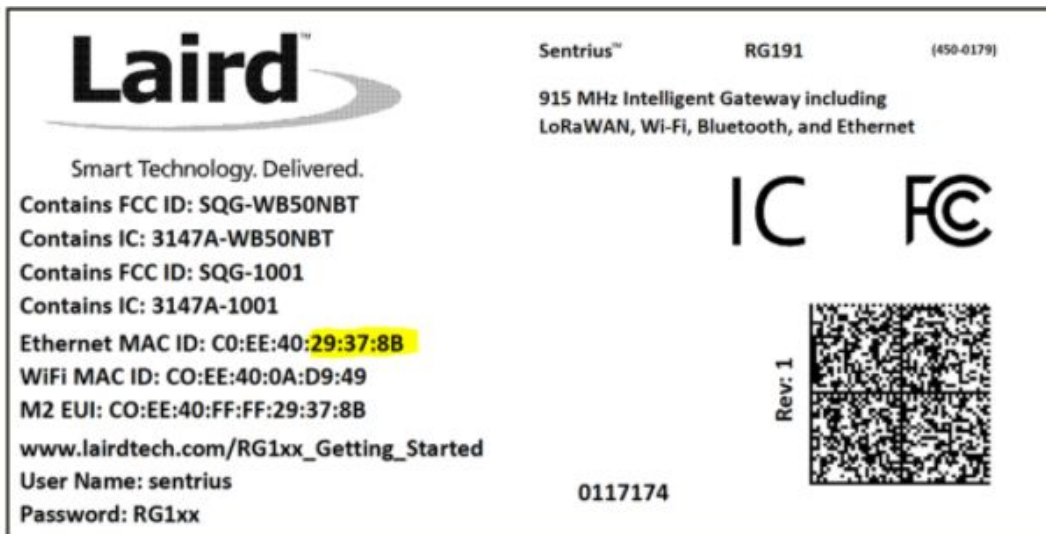 Laird™
Smart Technology. Delivered.
Sentrius™ RG191 (450-0179)
915 MHz Intelligent Gateway including
LoRaWAN, Wi-Fi, Bluetooth, and Ethernet
IC FC
Contains FCC ID: SQG-WB50NBT
Contains IC: 3147A-WB50NBT
Contains FCC ID: SQG-1001
Contains IC: 3147A-1001
Ethernet MAC ID: C0:EE:40:29:37:8B
WiFi MAC ID: CO:EE:40:0A:D9:49
M2 EUI: CO:EE:40:FF:FF:29:37:8B
www.lairdtech.com/RG1xx_Getting_Started
User Name: sentrius
Password: RG1xx
Rev: 1
0117174